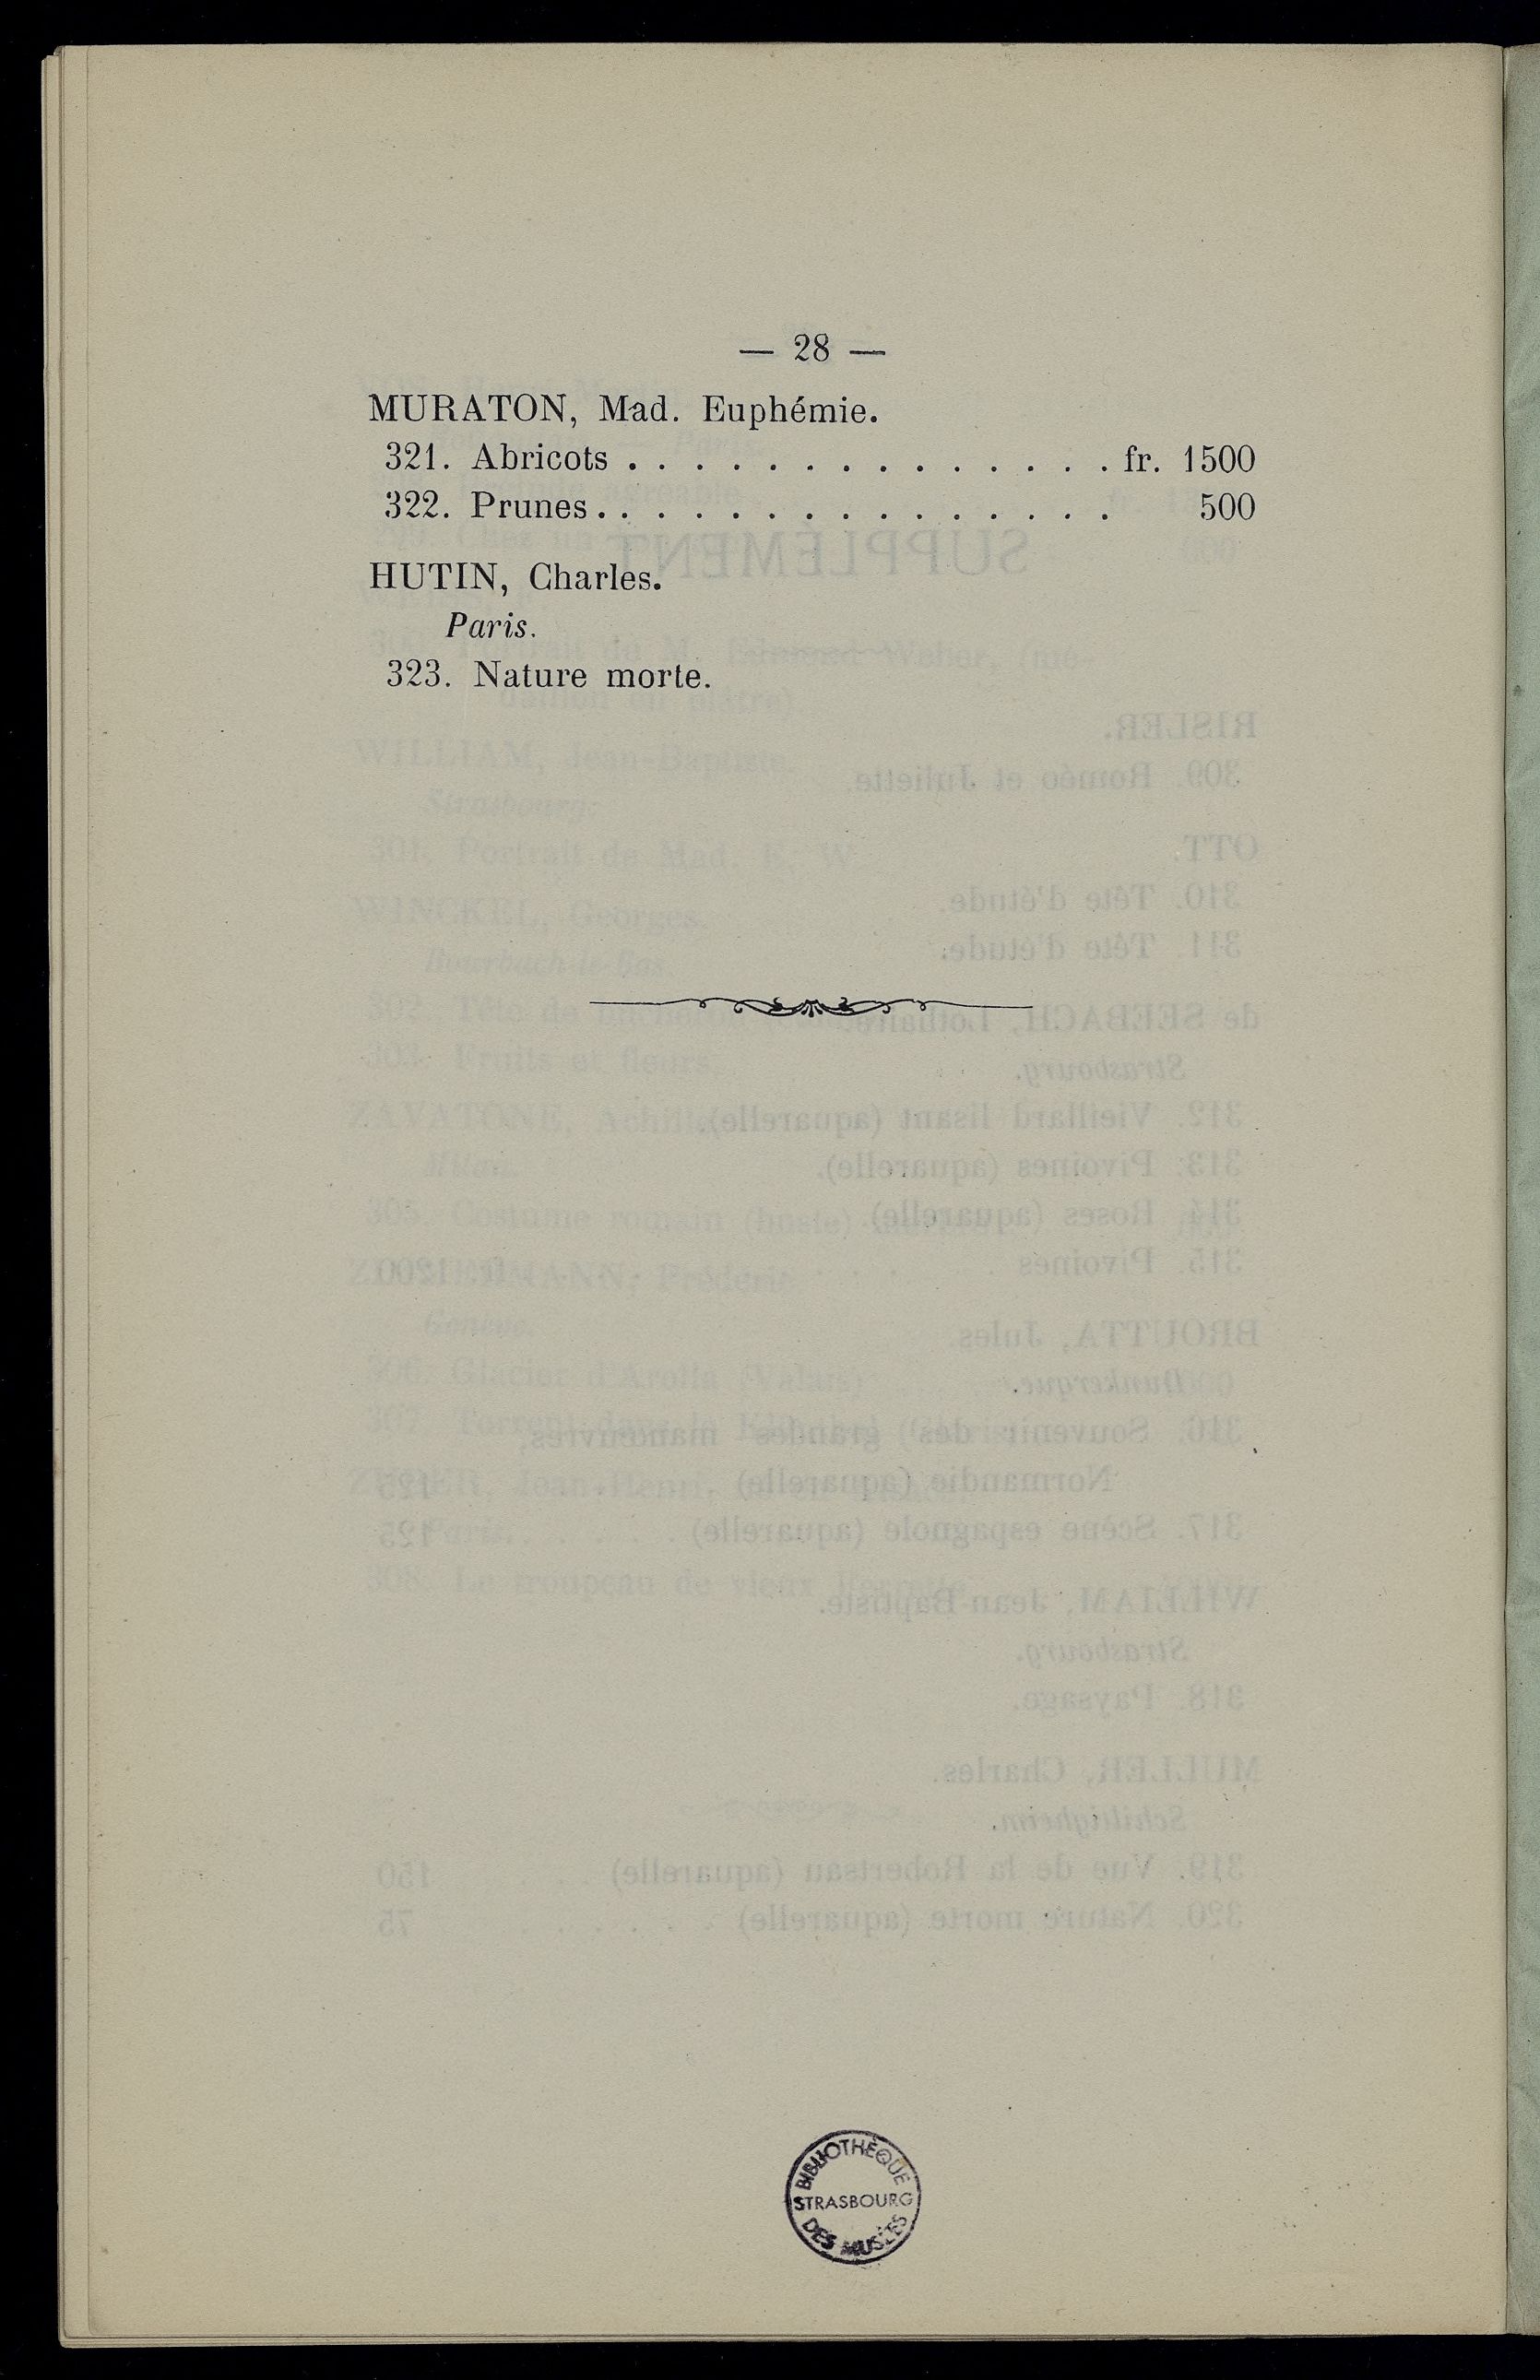 — 28 —
MURATON, Mad. Euphémie.
321. Abricots . . . . . . . . . . . . . . fr. 1500
322. Prunes . . . . . . . . . . . . . . . 500
HUTIN, Charles.
Paris.
323. Nature morte.
BIBLIOTHÈQUE
STRASBOURG
DES MUSÉES